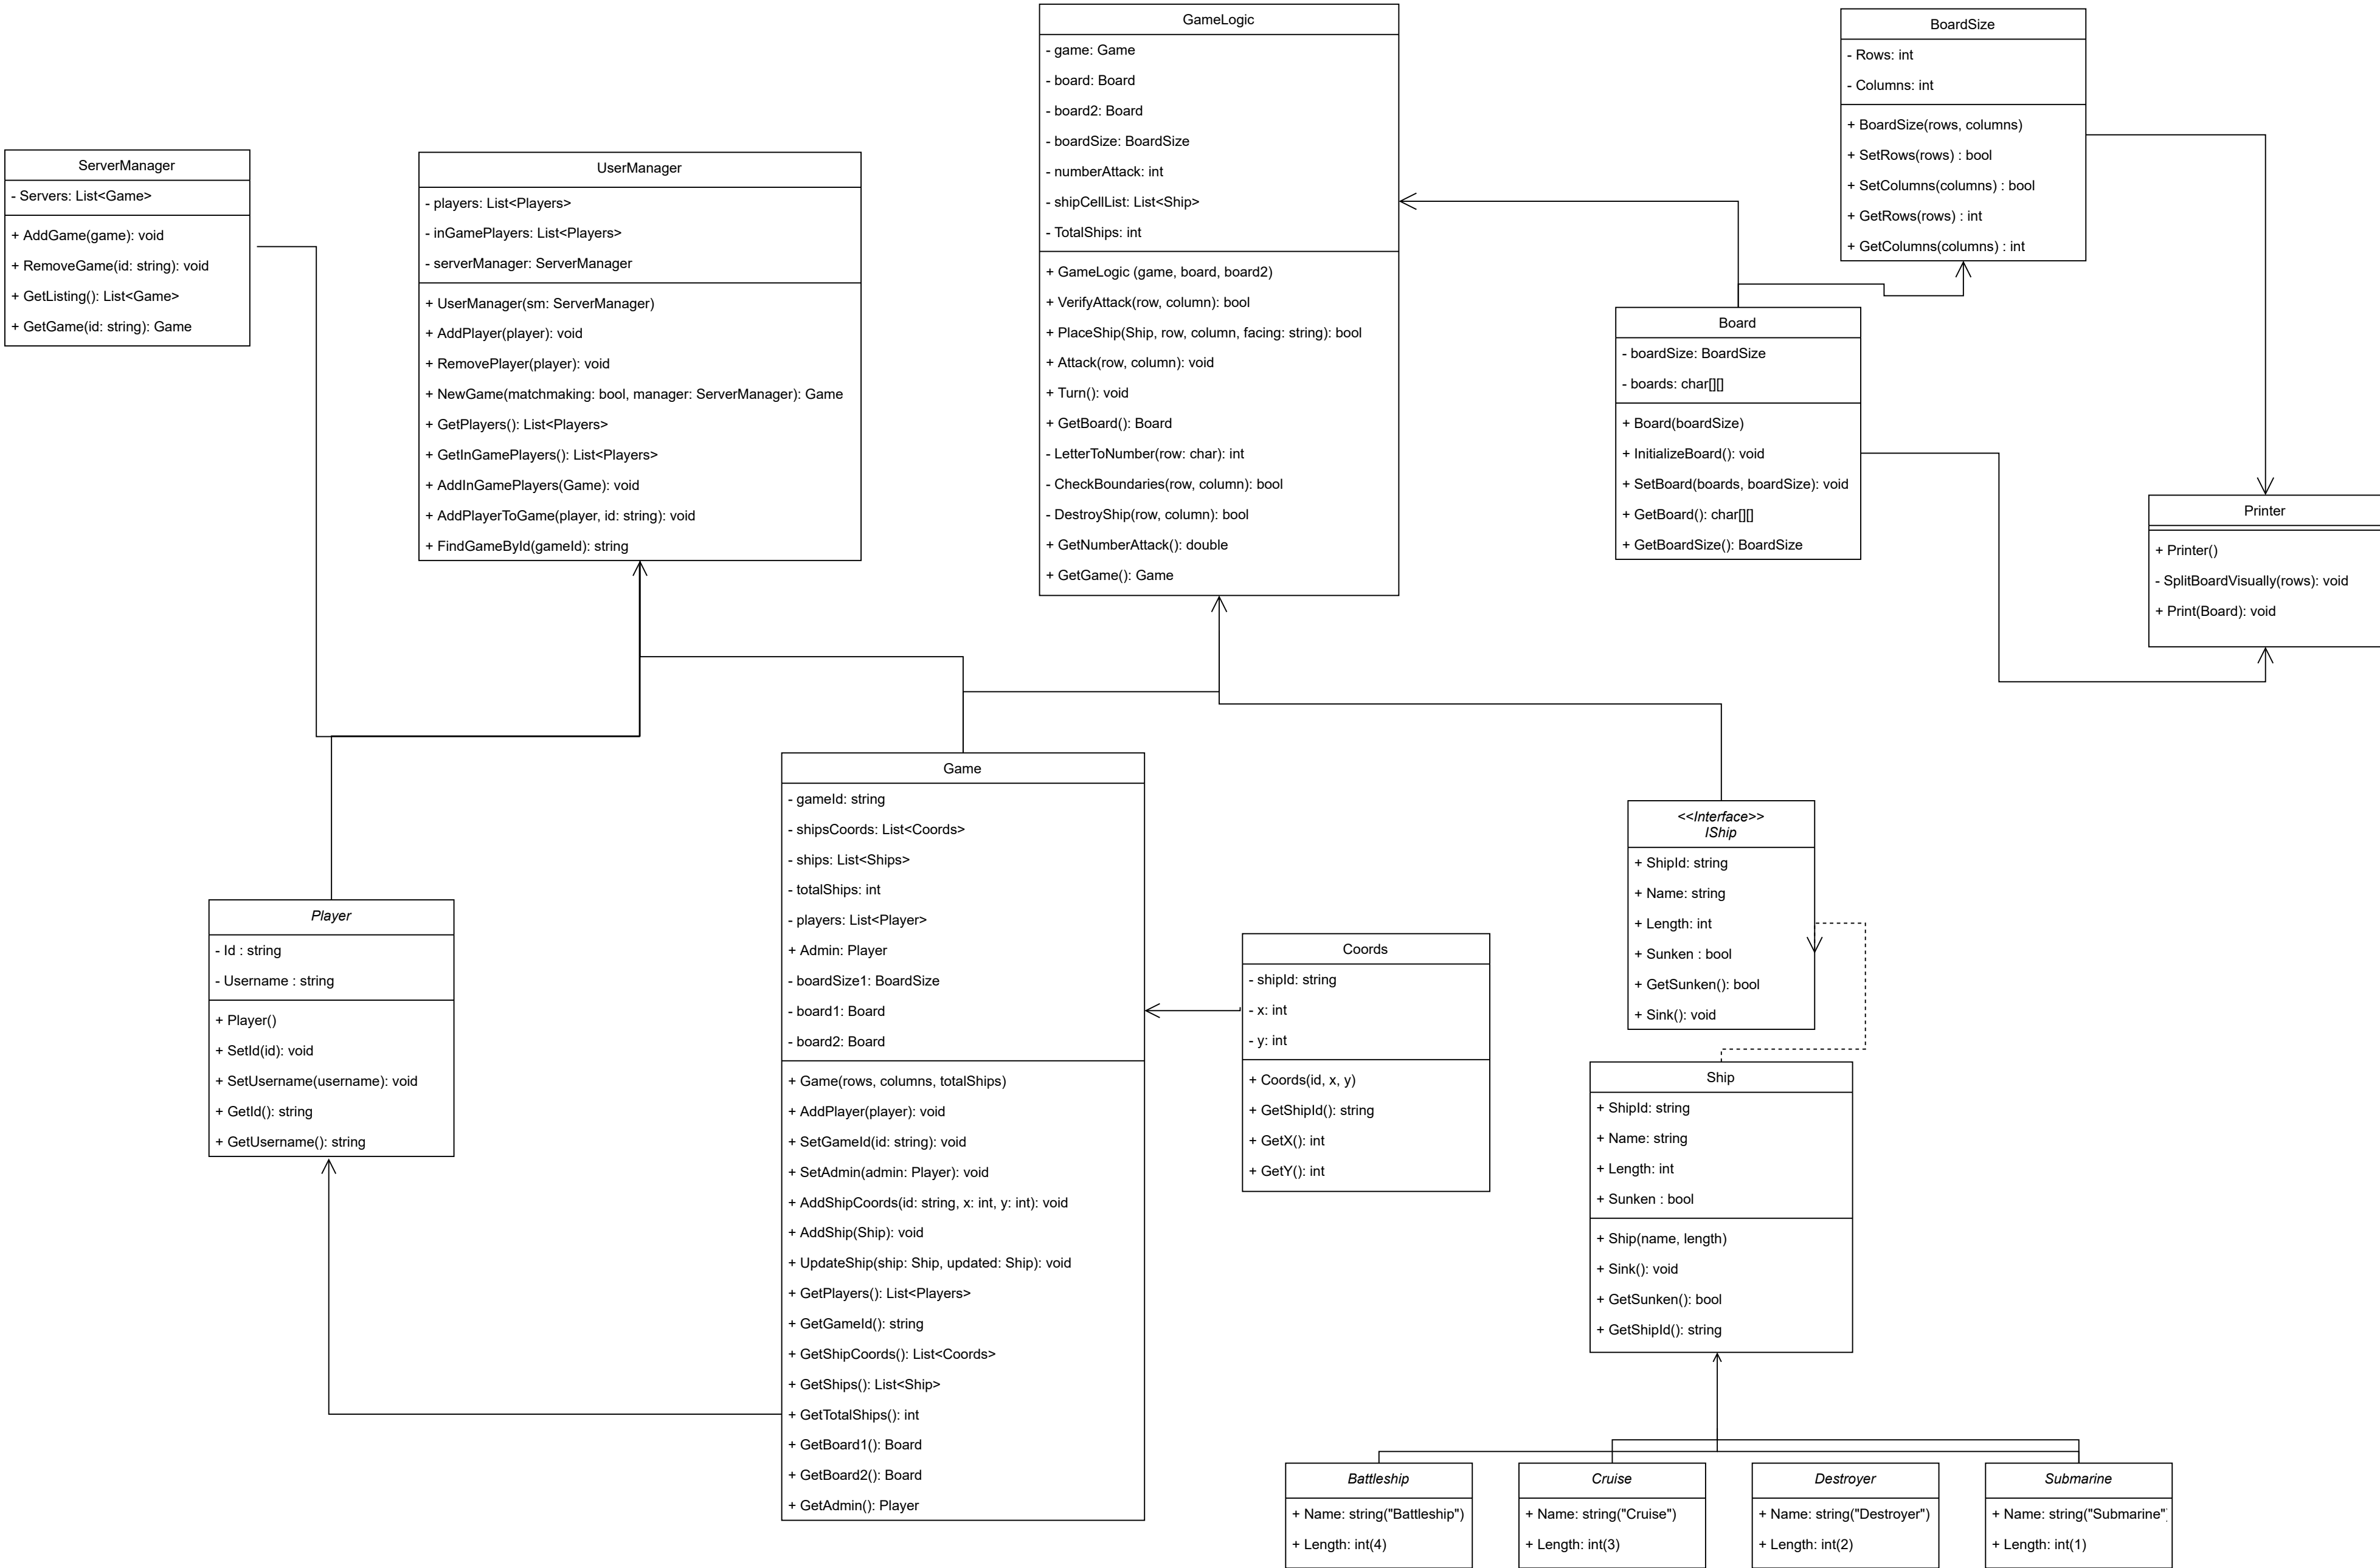 ServerManager
- Servers: List<Game>
+ AddGame(game): void
+ RemoveGame(id: string): void
+ GetListing(): List<Game>
+ GetGame(id: string): Game
UserManager
- players: List<Players>
- inGamePlayers: List<Players>
- serverManager: ServerManager
+ UserManager(sm: ServerManager)
+ AddPlayer(player): void
+ RemovePlayer(player): void
+ NewGame(matchmaking: bool, manager: ServerManager): Game
+ GetPlayers(): List<Players>
+ GetInGamePlayers(): List<Players>
+ AddInGamePlayers(Game): void
+ AddPlayerToGame(player, id: string): void
+ FindGameById(gameId): string
GameLogic
- game: Game
- board: Board
- board2: Board
- boardSize: BoardSize
- numberAttack: int
- shipCellList: List<Ship>
- TotalShips: int
+ GameLogic (game, board, board2)
+ VerifyAttack(row, column): bool
+ PlaceShip(Ship, row, column, facing: string): bool
+ Attack(row, column): void
+ Turn(): void
+ GetBoard(): Board
- LetterToNumber(row: char): int
- CheckBoundaries(row, column): bool
- DestroyShip(row, column): bool
+ GetNumberAttack(): double
+ GetGame(): Game
BoardSize
- Rows: int
- Columns: int
+ BoardSize(rows, columns)
+ SetRows(rows) : bool
+ SetColumns(columns) : bool
+ GetRows(rows) : int
+ GetColumns(columns) : int
Board
- boardSize: BoardSize
- boards: char[][]
+ Board(boardSize)
+ InitializeBoard(): void
+ SetBoard(boards, boardSize): void
+ GetBoard(): char[][]
+ GetBoardSize(): BoardSize
Printer
+ Printer()
- SplitBoardVisually(rows): void
+ Print(Board): void
Player
- Id : string
- Username : string
+ Player()
+ SetId(id): void
+ SetUsername(username): void
+ GetId(): string
+ GetUsername(): string
Game
- gameId: string
- shipsCoords: List<Coords>
- ships: List<Ships>
- totalShips: int
- players: List<Player>
+ Admin: Player
- boardSize1: BoardSize
- board1: Board
- board2: Board
+ Game(rows, columns, totalShips)
+ AddPlayer(player): void
+ SetGameId(id: string): void
+ SetAdmin(admin: Player): void
+ AddShipCoords(id: string, x: int, y: int): void
+ AddShip(Ship): void
+ UpdateShip(ship: Ship, updated: Ship): void
+ GetPlayers(): List<Players>
+ GetGameId(): string
+ GetShipCoords(): List<Coords>
+ GetShips(): List<Ship>
+ GetTotalShips(): int
+ GetBoard1(): Board
+ GetBoard2(): Board
+ GetAdmin(): Player
Coords
- shipId: string
- x: int
- y: int
+ Coords(id, x, y)
+ GetShipId(): string
+ GetX(): int
+ GetY(): int
<<Interface>>
IShip
+ ShipId: string
+ Name: string
+ Length: int
+ Sunken : bool
+ GetSunken(): bool
+ Sink(): void
Ship
+ ShipId: string
+ Name: string
+ Length: int
+ Sunken : bool
+ Ship(name, length)
+ Sink(): void
+ GetSunken(): bool
+ GetShipId(): string
Battleship
+ Name: string("Battleship")
+ Length: int(4)
Cruise
+ Name: string("Cruise")
+ Length: int(3)
Destroyer
+ Name: string("Destroyer")
+ Length: int(2)
Submarine
+ Name: string("Submarine"
+ Length: int(1)